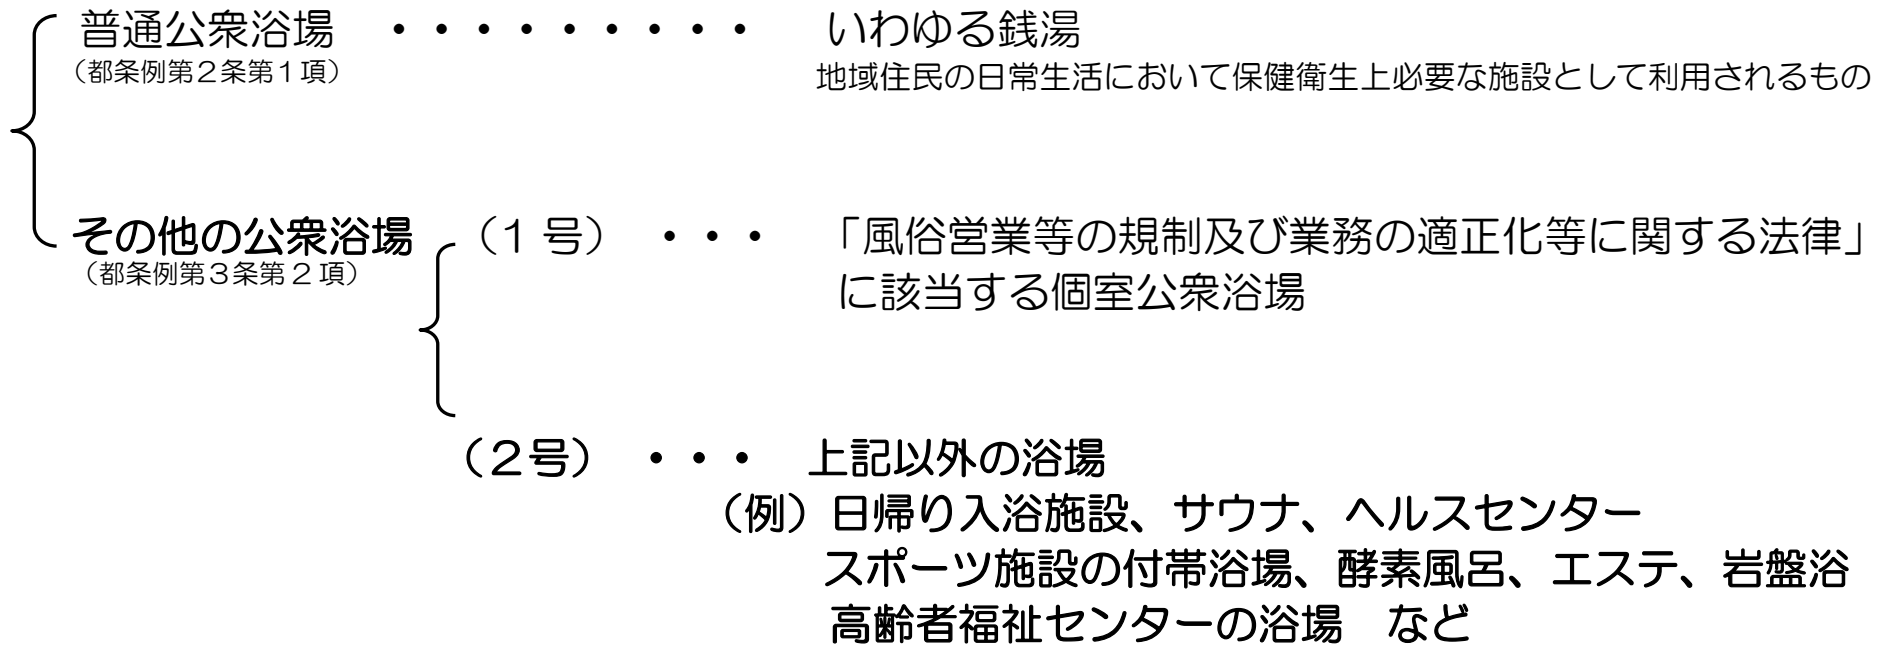 普通公衆浴場　・・・・・・・・・　いわゆる銭湯
（都条例第２条第１項）　地域住民の日常生活において保健衛生上必要な施設として利用されるもの
その他の公衆浴場　（１号）　・・・　「風俗営業等の規制及び業務の適正化等に関する法律」
（都条例第３条第２項）　に該当する個室公衆浴場
（２号）　・・・　上記以外の浴場
（例）日帰り入浴施設、サウナ、ヘルスセンター
スポーツ施設の付帯浴場、酵素風呂、エステ、岩盤浴
高齢者福祉センターの浴場　など